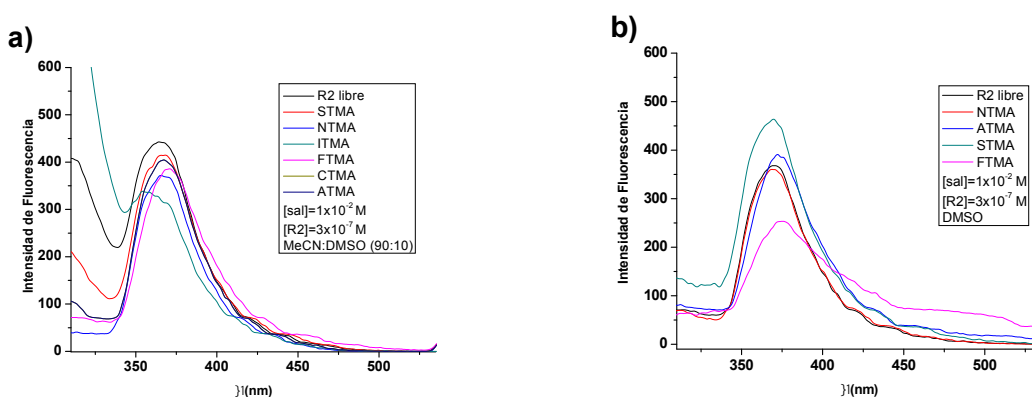 a)
600
500
400
300
200
100
0
Intensidad de Fluorescencia
350
400
450
500
}l(nm)
R2 libre
STMA
NTMA
ITMA
FTMA
CTMA
ATMA
[sal]=1x10⁻² M
[R2]=3x10⁻⁷ M
MeCN:DMSO (90:10)
b)
600
500
400
300
200
100
0
Intensidad de Fluorescencia
350
400
450
500
}l(nm)
R2 libre
NTMA
ATMA
STMA
FTMA
[sal]=1x10⁻² M
[R2]=3x10⁻⁷ M
DMSO